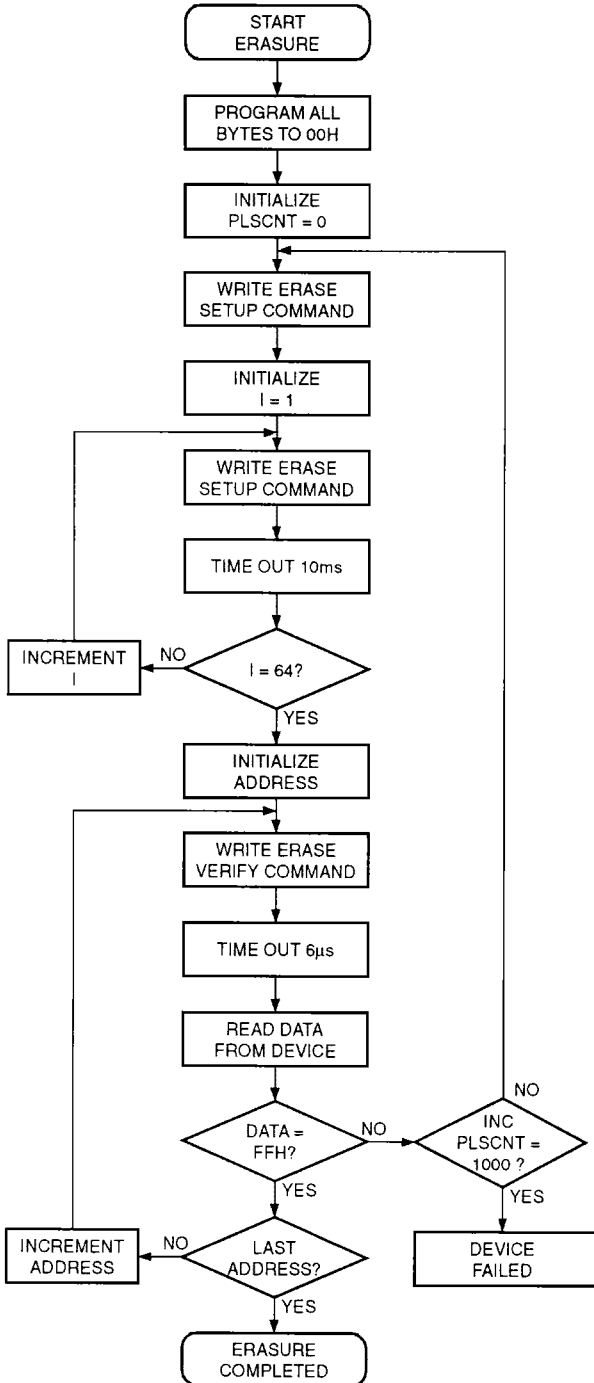 START
ERASURE
PROGRAM ALL
BYTES TO 00H
INITIALIZE
PLSCNT = 0
WRITE ERASE
SETUP COMMAND
INITIALIZE
I = 1
WRITE ERASE
SETUP COMMAND
TIME OUT 10ms
I = 64?
NO
INCREMENT
I
YES
INITIALIZE
ADDRESS
WRITE ERASE
VERIFY COMMAND
TIME OUT 6µs
READ DATA
FROM DEVICE
DATA =
FFH?
NO
INC
PLSCNT =
1000 ?
NO
YES
DEVICE
FAILED
YES
LAST
ADDRESS?
NO
INCREMENT
ADDRESS
YES
ERASURE
COMPLETED